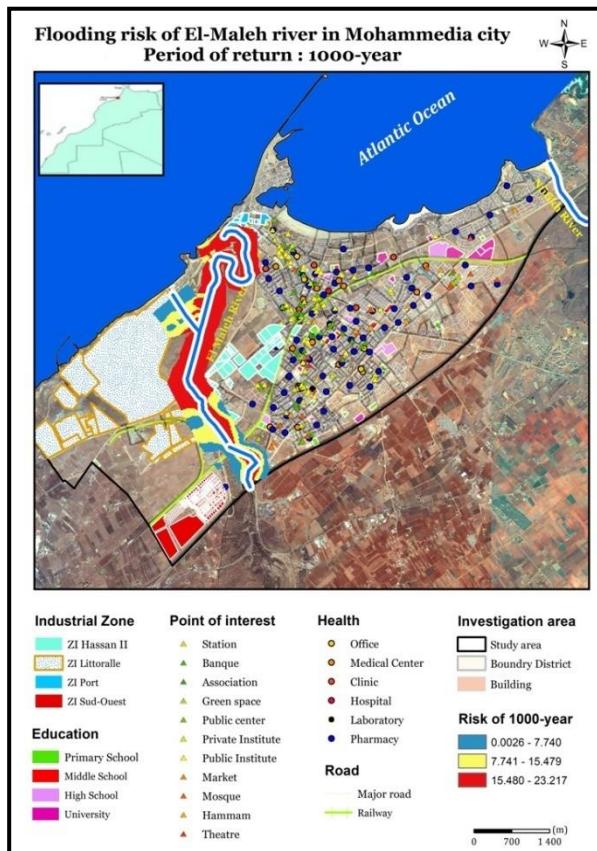 Flooding risk of El-Maleh river in Mohammedia city
Period of return : 1000-year
N
W E
S
Atlantic Ocean
El Maleh River
River
Industrial Zone
ZI Hassan II
ZI Littoralle
ZI Port
ZI Sud-Ouest
Education
Primary School
Middle School
High School
University
Point of interest
Station
Banque
Association
Green space
Public center
Private Institute
Public Institute
Market
Mosque
Hammam
Theatre
Health
Office
Medical Center
Clinic
Hospital
Laboratory
Pharmacy
Road
Major road
Railway
Investigation area
Study area
Boundry District
Building
Risk of 1000-year
0.0026 - 7.740
7.741 - 15.479
15.480 - 23.217
(m)
0 700 1 400